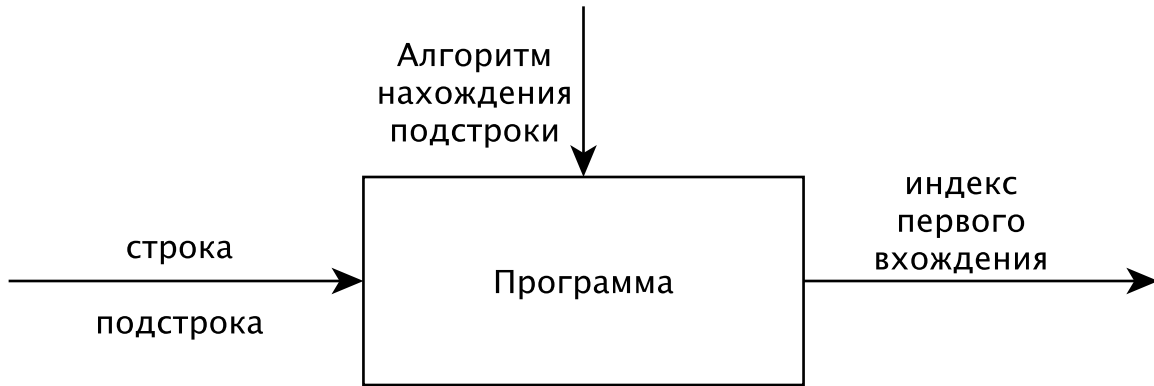 Алгоритм
нахождения
подстроки
строка
подстрока
Программа
индекс
первого
вхождения